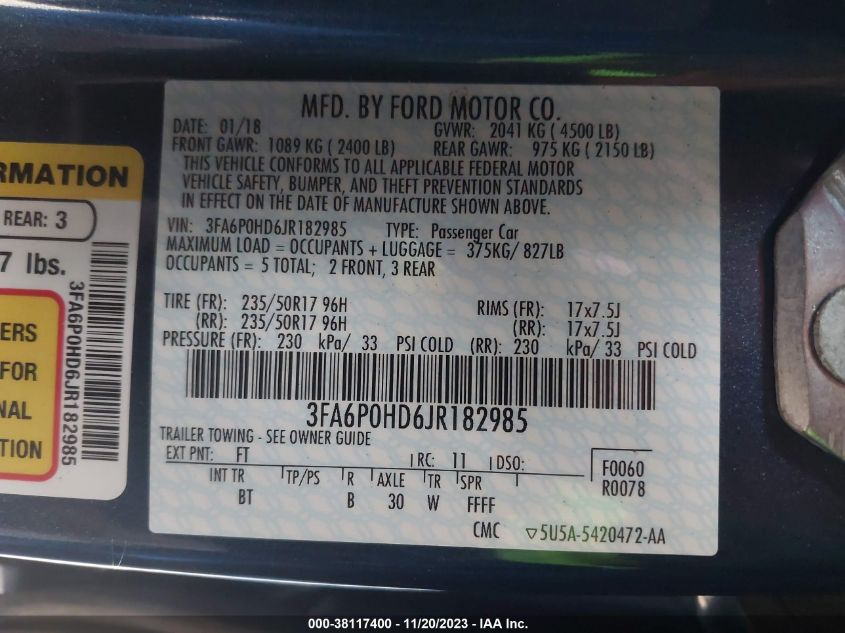 MFD. BY FORD MOTOR CO.
DATE: 01/18 GVWR: 2041 KG ( 4500 LB)
FRONT GAWR: 1089 KG ( 2400 LB) REAR GAWR: 975 KG ( 2150 LB)
THIS VEHICLE CONFORMS TO ALL APPLICABLE FEDERAL MOTOR
VEHICLE SAFETY, BUMPER, AND THEFT PREVENTION STANDARDS
IN EFFECT ON THE DATE OF MANUFACTURE SHOWN ABOVE.
VIN: 3FA6P0HD6JR182985 TYPE: Passenger Car
MAXIMUM LOAD = OCCUPANTS + LUGGAGE = 375KG/ 827LB
OCCUPANTS = 5 TOTAL; 2 FRONT, 3 REAR
TIRE (FR): 235/50R17 96H RIMS (FR): 17x7.5J
(RR): 235/50R17 96H (RR): 17x7.5J
PRESSURE (FR): 230 kPa/ 33 PSI COLD (RR): 230 kPa/ 33 PSI COLD
3FA6P0HD6JR182985
TRAILER TOWING - SEE OWNER GUIDE
EXT PNT: FT RC: 11 DSO: F0060
R0078
INT TR TP/PS R AXLE TR SPR
BT B 30 W FFFF
CMC ▽5U5A-5420472-AA
RMATION
REAR: 3
7 lbs.
ERS
FOR
NAL
TION
3FA6P0HD6JR182985
000-38117400 - 11/20/2023 - IAA Inc.